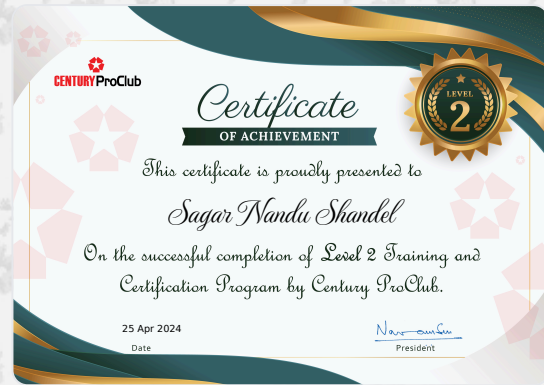 CENTURY ProClub
Certificate
OF ACHIEVEMENT
LEVEL
2
This certificate is proudly presented to
Sagar Nandu Shandel
On the successful completion of Level 2 Training and
Certification Program by Century ProClub.
25 Apr 2024
Date
President